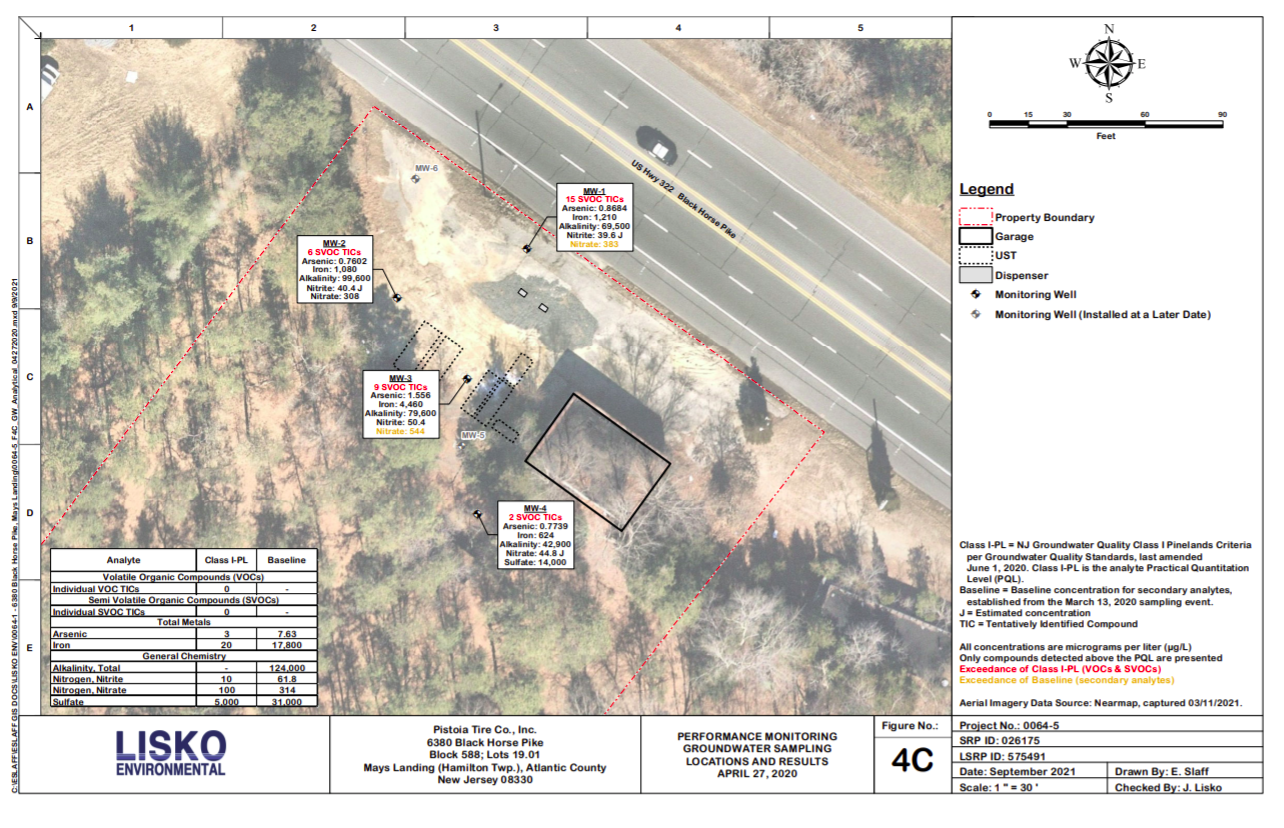 1 2 3 4 5
A
B
C
D
E
N
W E
S
0 15 30 60 90
Feet
MW-6
US Hwy 322 Black Horse Pike
MW-1
15 SVOC TICs
Arsenic: 0.8684
Iron: 1,210
Alkalinity: 69,500
Nitrite: 39.6 J
Nitrate: 383
MW-2
6 SVOC TICs
Arsenic: 0.7602
Iron: 1,080
Alkalinity: 99,600
Nitrite: 40.4 J
Nitrate: 308
MW-3
9 SVOC TICs
Arsenic: 1.556
Iron: 4,460
Alkalinity: 79,600
Nitrite: 50.4
Nitrate: 544
MW-5
MW-4
2 SVOC TICs
Arsenic: 0.7739
Iron: 624
Alkalinity: 42,900
Nitrate: 44.8 J
Sulfate: 14,000
Legend
Property Boundary
Garage
UST
Dispenser
Monitoring Well
Monitoring Well (Installed at a Later Date)
Analyte Class I-PL Baseline
Volatile Organic Compounds (VOCs)
Individual VOC TICs 0 -
Semi Volatile Organic Compounds (SVOCs)
Individual SVOC TICs 0 -
Total Metals
Arsenic 3 7.63
Iron 20 17,800
General Chemistry
Alkalinity, Total - 124,000
Nitrogen, Nitrite 10 61.8
Nitrogen, Nitrate 100 314
Sulfate 5,000 31,000
Class I-PL = NJ Groundwater Quality Class I Pinelands Criteria
per Groundwater Quality Standards, last amended
June 1, 2020. Class I-PL is the analyte Practical Quantitation
Level (PQL).
Baseline = Baseline concentration for secondary analytes,
established from the March 13, 2020 sampling event.
J = Estimated concentration
TIC = Tentatively Identified Compound
All concentrations are micrograms per liter (µg/L)
Only compounds detected above the PQL are presented
Exceedance of Class I-PL (VOCs & SVOCs)
Exceedance of Baseline (secondary analytes)
Aerial Imagery Data Source: Nearmap, captured 03/11/2021.
LISKO
ENVIRONMENTAL
Pistoia Tire Co., Inc.
6380 Black Horse Pike
Block 588; Lots 19.01
Mays Landing (Hamilton Twp.), Atlantic County
New Jersey 08330
PERFORMANCE MONITORING
GROUNDWATER SAMPLING
LOCATIONS AND RESULTS
APRIL 27, 2020
Figure No.:
4C
Project No.: 0064-5
SRP ID: 026175
LSRP ID: 575491
Date: September 2021 Drawn By: E. Slaff
Scale: 1 " = 30 ' Checked By: J. Lisko
C:\ESLAFF\ESLAFF GIS DOCS\LISKO ENV\0064-1 - 6380 Black Horse Pike, Mays Landing\0064-5_F4C_GW_Analytical_04272020.mxd 9/9/2021